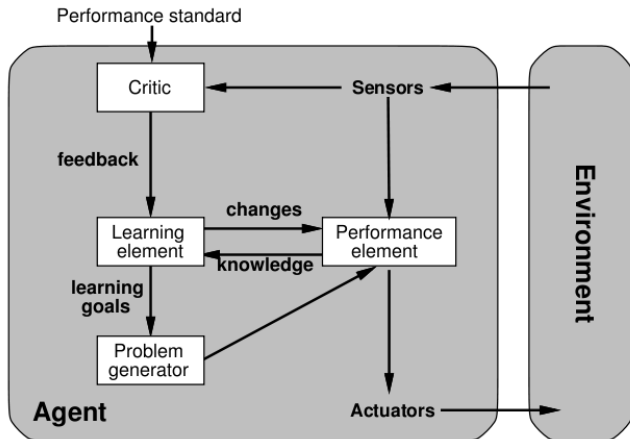 Performance standard
Critic
Sensors
feedback
changes
Learning
element
Performance
element
knowledge
learning
goals
Problem
generator
Agent
Actuators
Environment